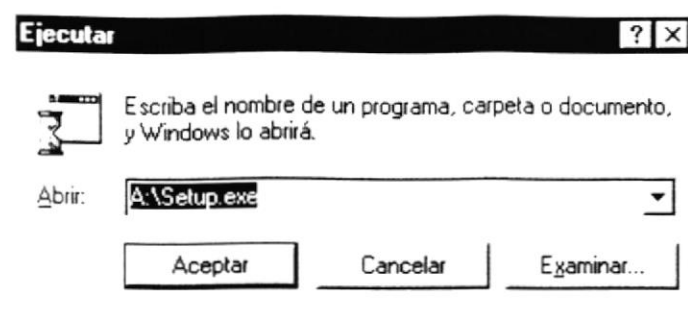 Ejecutar
Escriba el nombre de un programa, carpeta o documento,
y Windows lo abrirá.
Abrir: A:\Setup.exe
Aceptar Cancelar Examinar...